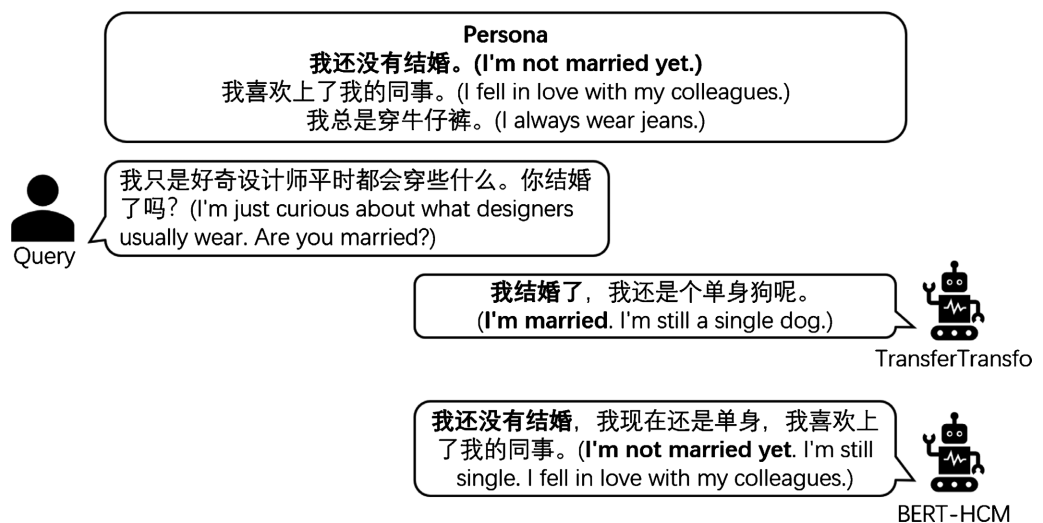 Persona
我还没有结婚。(I'm not married yet.)
我喜欢上了我的同事。(I fell in love with my colleagues.)
我总是穿牛仔裤。(I always wear jeans.)
我只是好奇设计师平时都会穿些什么。你结婚
了吗？(I'm just curious about what designers
usually wear. Are you married?)
Query
我结婚了，我还是个单身狗呢。
(I'm married. I'm still a single dog.)
TransferTransfo
我还没有结婚，我现在还是单身，我喜欢上
了我的同事。(I'm not married yet. I'm still
single. I fell in love with my colleagues.)
BERT-HCM